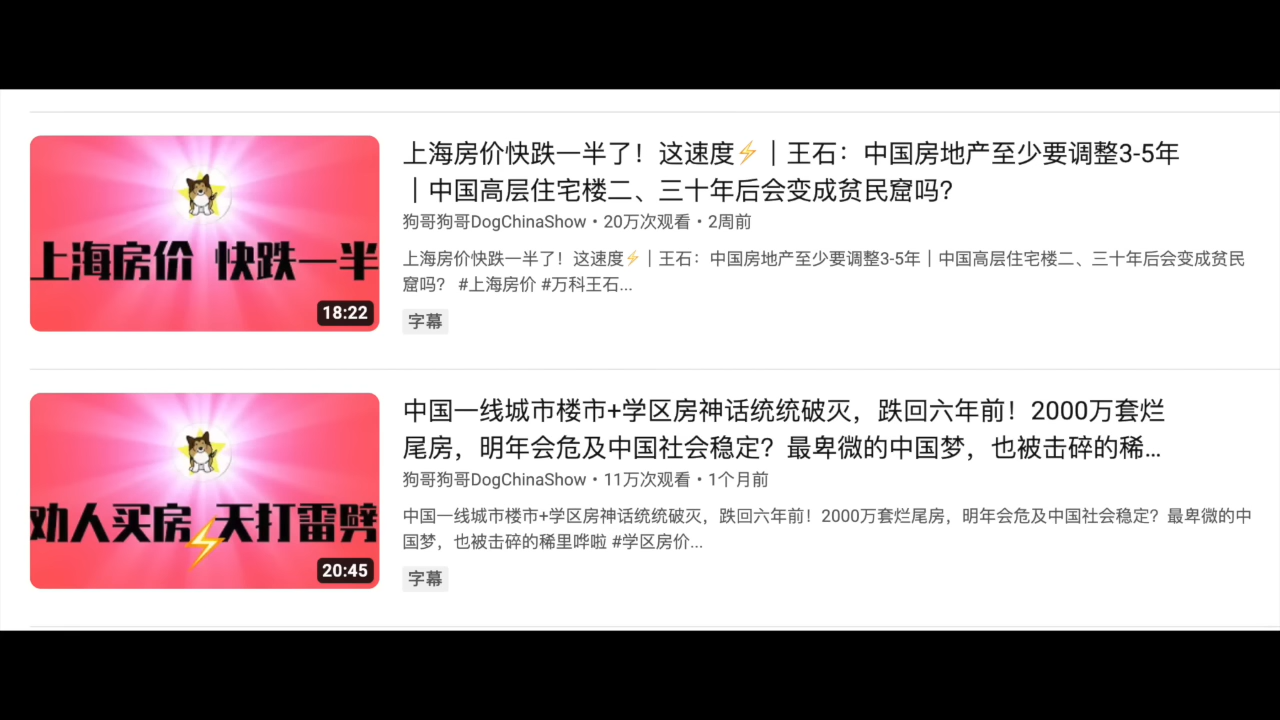 上海房价 快跌一半
18:22
上海房价快跌一半了！这速度⚡｜王石：中国房地产至少要调整3-5年
｜中国高层住宅楼二、三十年后会变成贫民窟吗？
狗哥狗哥DogChinaShow・20万次观看・2周前
上海房价快跌一半了！这速度⚡｜王石：中国房地产至少要调整3-5年｜中国高层住宅楼二、三十年后会变成贫民
窟吗？ #上海房价 #万科王石...
字幕
劝人买房⚡天打雷劈
20:45
中国一线城市楼市+学区房神话统统破灭，跌回六年前！2000万套烂
尾房，明年会危及中国社会稳定？最卑微的中国梦，也被击碎的稀...
狗哥狗哥DogChinaShow・11万次观看・1个月前
中国一线城市楼市+学区房神话统统破灭，跌回六年前！2000万套烂尾房，明年会危及中国社会稳定？最卑微的中
国梦，也被击碎的稀里哗啦 #学区房价...
字幕